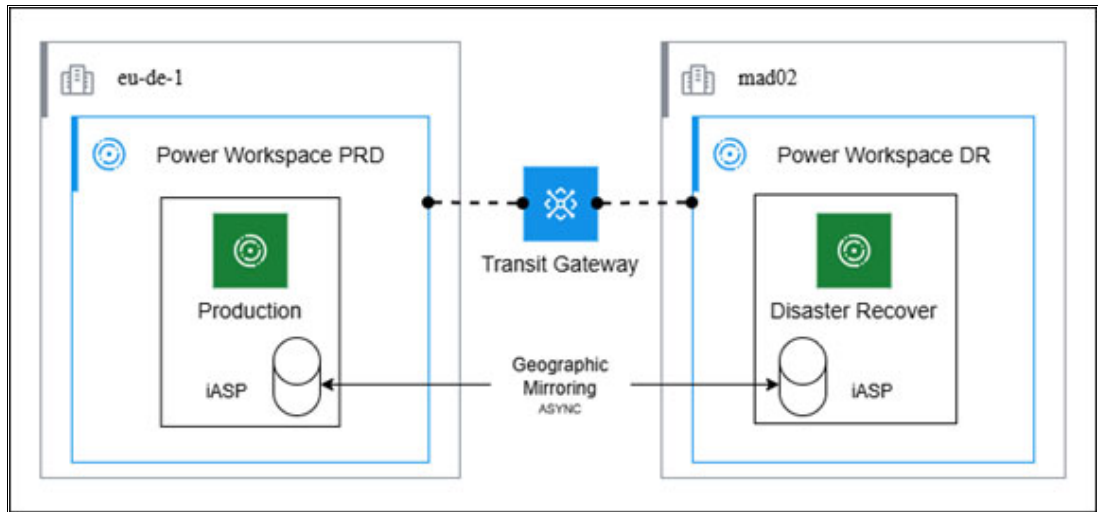 eu-de-1
mad02
Power Workspace PRD
Power Workspace DR
Transit Gateway
Production
Disaster Recover
iASP
Geographic
Mirroring
ASYNC
iASP